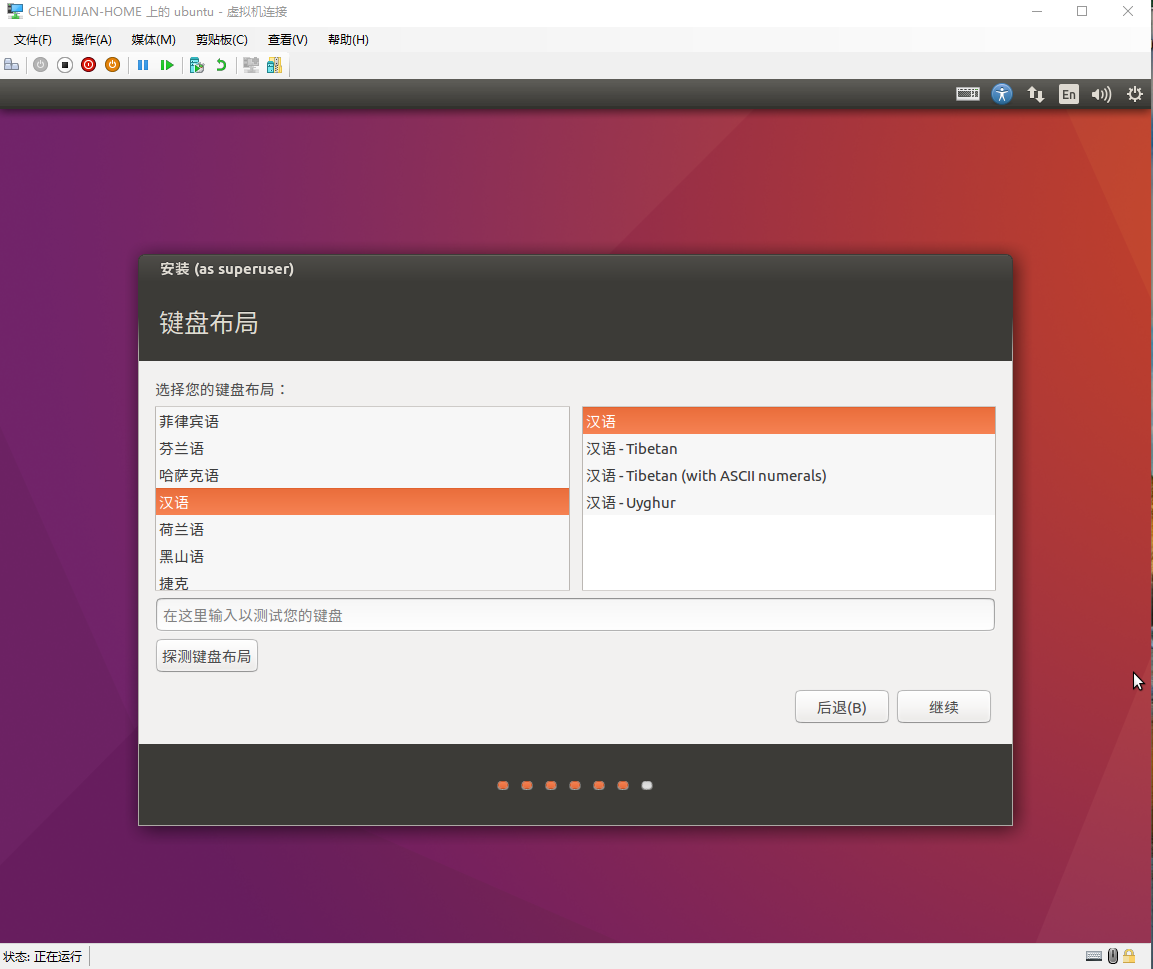 CHENLIJIAN-HOME 上的 ubuntu - 虚拟机连接
文件(F) 操作(A) 媒体(M) 剪贴板(C) 查看(V) 帮助(H)
En
安装 (as superuser)
键盘布局
选择您的键盘布局：
菲律宾语
芬兰语
哈萨克语
汉语
荷兰语
黑山语
捷克
汉语
汉语 - Tibetan
汉语 - Tibetan (with ASCII numerals)
汉语 - Uyghur
在这里输入以测试您的键盘
探测键盘布局
后退(B) 继续
状态: 正在运行